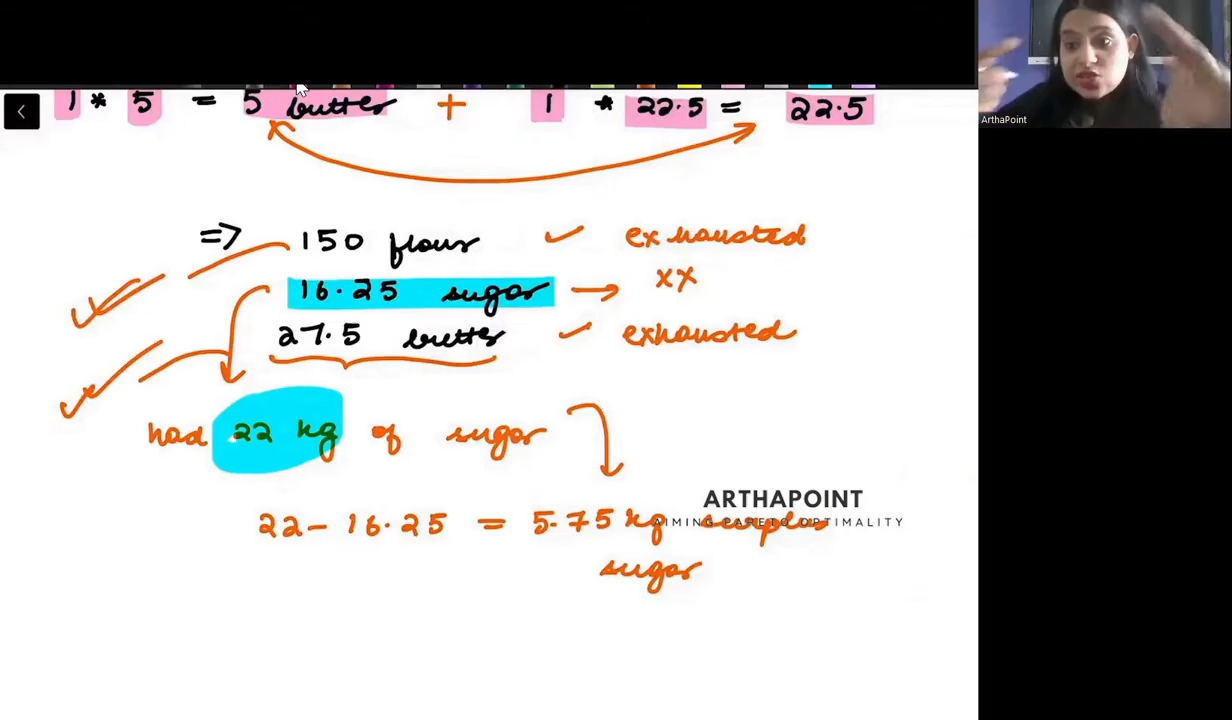 1 * 5 = 5 butter + 1 * 22.5 = 22.5
ArthaPoint
=> 150 flour ✓ exhausted
16.25 sugar → xx
27.5 butter ✓ exhausted
had 22 kg of sugar
ARTHAPOINT
AIMING PARETO OPTIMALITY
22 - 16.25 = 5.75 kg surplus
sugar